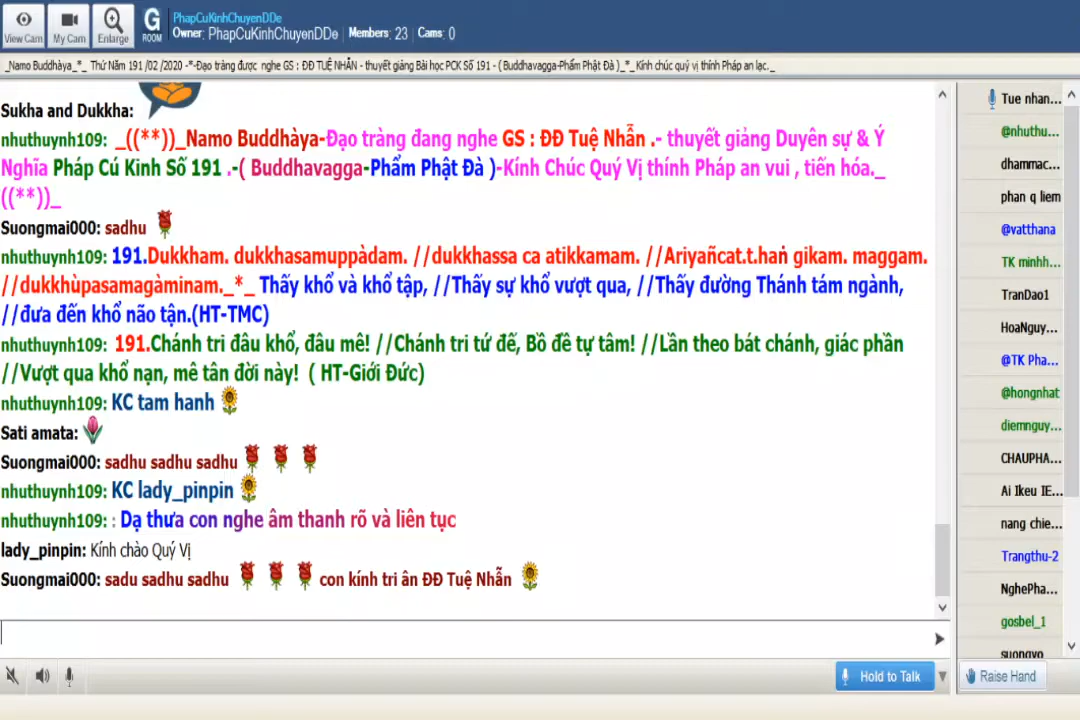 PhapCuKinhChuyenDDe
View Cam My Cam Enlarge G ROOM Owner: PhapCuKinhChuyenDDe Members: 23 Cams: 0
_Namo Buddhàya_*_ Thứ Năm 191 /02 /2020 -*-Đạo tràng được nghe GS : ĐĐ TUỆ NHẪN - thuyết giảng Bài học PCK Số 191 - ( Buddhavagga-Phẩm Phật Đà )_*_Kính chúc quý vị thính Pháp an lạc._
Sukha and Dukkha:
nhuthuynh109: _((**))_Namo Buddhàya-Đạo tràng đang nghe GS : ĐĐ Tuệ Nhẫn .- thuyết giảng Duyên sự & Ý
Nghĩa Pháp Cú Kinh Số 191 .-( Buddhavagga-Phẩm Phật Đà )-Kính Chúc Quý Vị thính Pháp an vui , tiến hóa._
((**))_
Suongmai000: sadhu
nhuthuynh109: 191.Dukkham. dukkhasamuppàdam. //dukkhassa ca atikkamam. //Ariyañcat.t.haṅ gikam. maggam.
//dukkhùpasamagàminam._*_ Thấy khổ và khổ tập, //Thấy sự khổ vượt qua, //Thấy đường Thánh tám ngành,
//đưa đến khổ não tận.(HT-TMC)
nhuthuynh109: 191.Chánh tri đâu khổ, đâu mê! //Chánh tri tứ đế, Bồ đề tự tâm! //Lần theo bát chánh, giác phần
//Vượt qua khổ nạn, mê tân đời này! ( HT-Giới Đức)
nhuthuynh109: KC tam hanh
Sati amata:
Suongmai000: sadhu sadhu sadhu
nhuthuynh109: KC lady_pinpin
nhuthuynh109: : Dạ thưa con nghe âm thanh rõ và liên tục
lady_pinpin: Kính chào Quý Vị
Suongmai000: sadu sadhu sadhu con kính tri ân ĐĐ Tuệ Nhẫn
Tue nhan...
@nhuthu...
dhammac...
phan q liem
@vatthana
TK minhh...
TranDao1
HoaNguy...
@TK Pha...
@hongnhat
diemnguy...
CHAUPHA...
Ai Ikeu IE...
nang chie...
Trangthu-2
NghePha...
gosbel_1
suongvo
Hold to Talk
Raise Hand